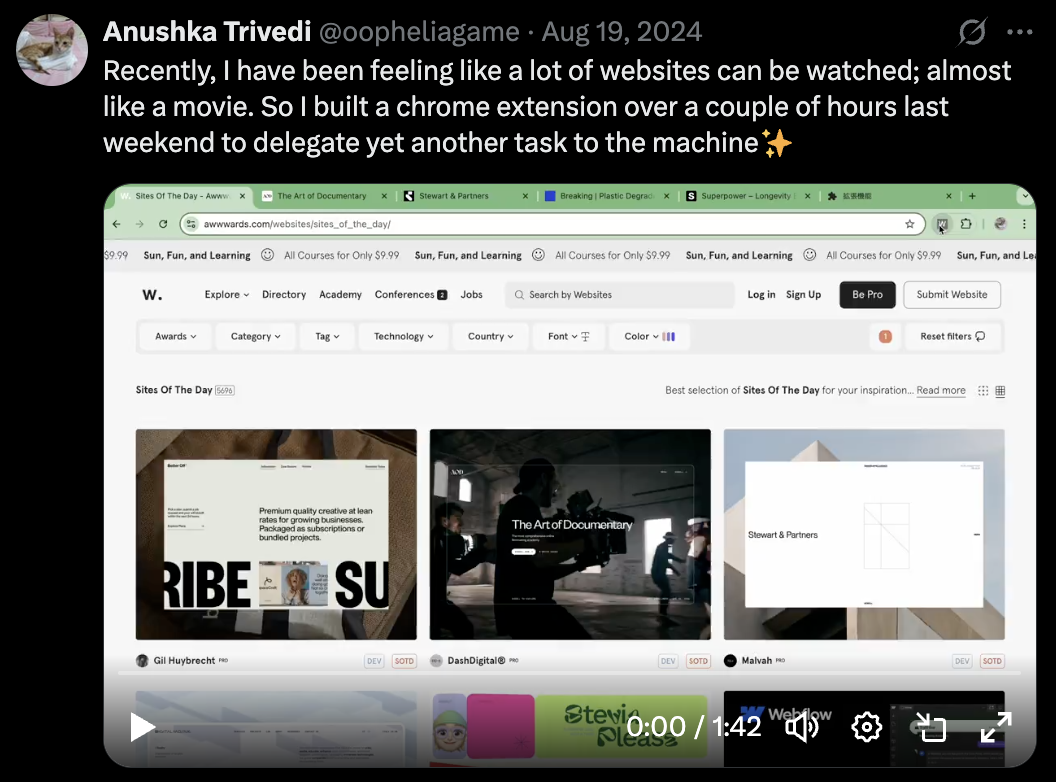 Anushka Trivedi @oopheliagame · Aug 19, 2024
Recently, I have been feeling like a lot of websites can be watched; almost
like a movie. So I built a chrome extension over a couple of hours last
weekend to delegate yet another task to the machine✨
Sites Of The Day - Awww The Art of Documentary Stewart & Partners Breaking | Plastic Degrad Superpower – Longevity 拡張機能
awwwards.com/websites/sites_of_the_day/
$9.99 Sun, Fun, and Learning All Courses for Only $9.99 Sun, Fun, and Learning All Courses for Only $9.99 Sun, Fun, and Learning All Courses for Only $9.99 Sun, Fun, and Le
W. Explore Directory Academy Conferences 2 Jobs Search by Websites Log in Sign Up Be Pro Submit Website
Awards Category Tag Technology Country Font Color 1 Reset filters
Sites Of The Day 5696 Best selection of Sites Of The Day for your inspiration... Read more
Premium quality creative at lean
rates for growing businesses.
Packaged as subscriptions or
bundled projects.
RIBE SU
The Art of Documentary
Stewart & Partners
Gil Huybrecht PRO DEV SOTD
DashDigital® PRO DEV SOTD
Malvah PRO DEV SOTD
Stevia
Please
Webflow
0:00 / 1:42